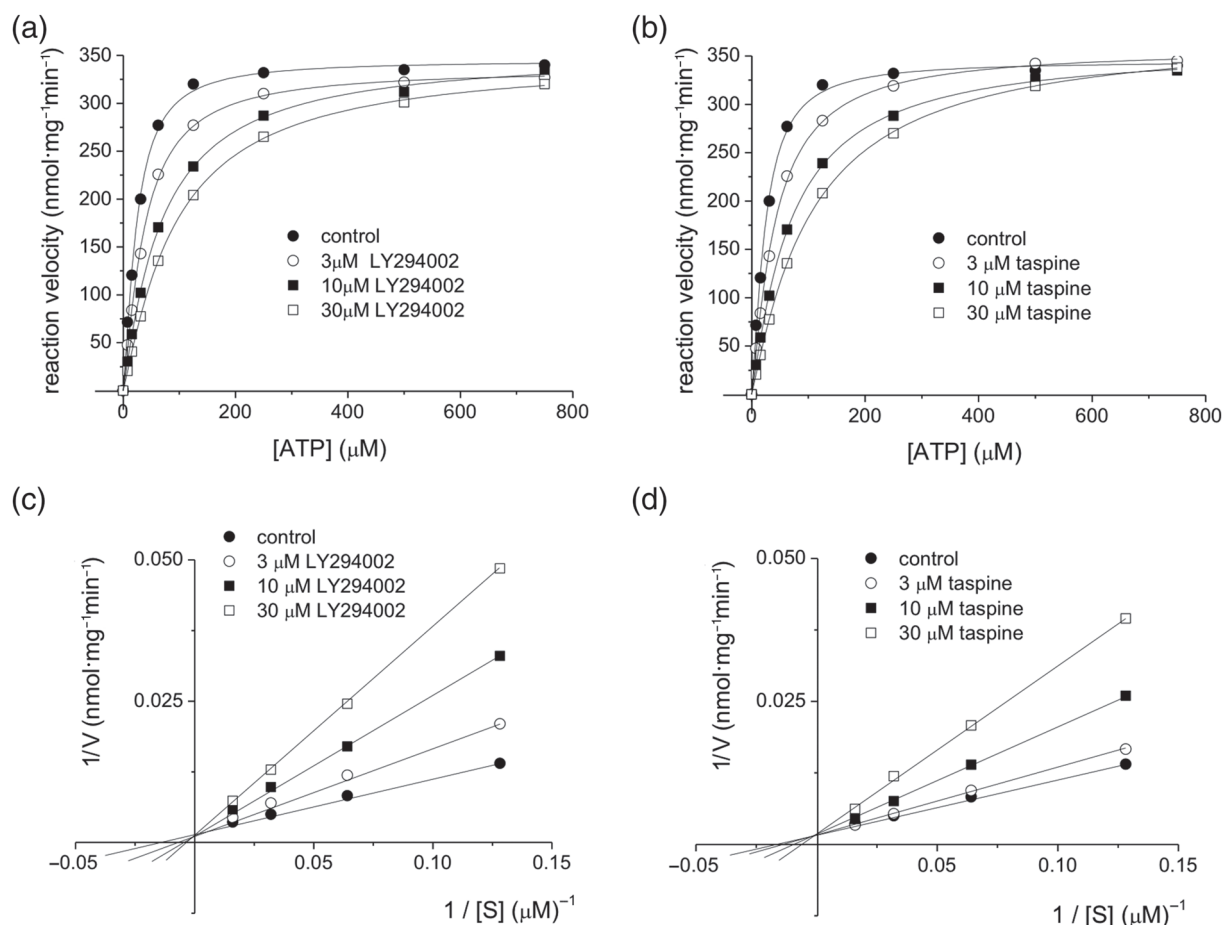 (a)
350
300
250
200
150
100
50
reaction velocity (nmol·mg⁻¹min⁻¹)
control
3μM LY294002
10μM LY294002
30μM LY294002
0
200
400
600
800
[ATP] (μM)
(b)
350
300
250
200
150
100
50
reaction velocity (nmol·mg⁻¹min⁻¹)
control
3 μM taspine
10 μM taspine
30 μM taspine
0
200
400
600
800
[ATP] (μM)
(c)
control
3 μM LY294002
10 μM LY294002
30 μM LY294002
0.050
0.025
1/V (nmol·mg⁻¹min⁻¹)
−0.05
0.05
0.10
0.15
1 / [S] (μM)⁻¹
(d)
control
3 μM taspine
10 μM taspine
30 μM taspine
0.050
0.025
1/V (nmol·mg⁻¹min⁻¹)
−0.05
0.00
0.05
0.10
0.15
1 / [S] (μM)⁻¹